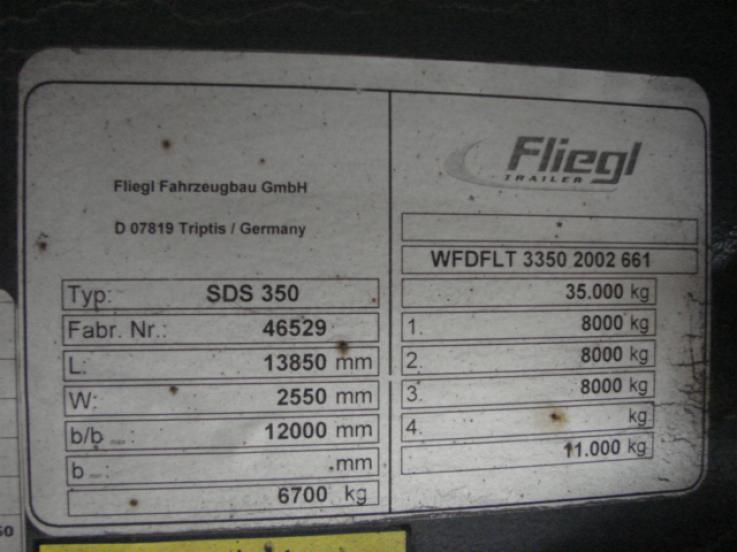 Fliegl Fahrzeugbau GmbH
D 07819 Triptis / Germany
Typ: SDS 350
Fabr. Nr.: 46529
L: 13850 mm
W: 2550 mm
b/b max : 12000 mm
b : mm
6700 kg
Fliegl
TRAILER
*
WFDFLT 3350 2002 661
35.000 kg
1. 8000 kg
2. 8000 kg
3. 8000 kg
4. kg
11.000 kg